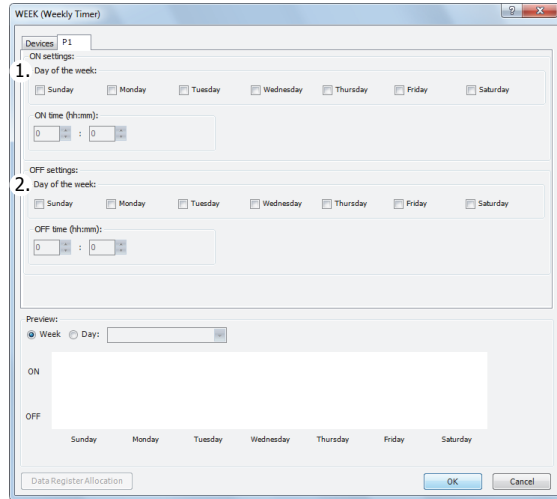 WEEK (Weekly Timer)
Devices P1
ON settings:
1. Day of the week:
Sunday Monday Tuesday Wednesday Thursday Friday Saturday
ON time (hh:mm):
0 : 0
OFF settings:
2. Day of the week:
Sunday Monday Tuesday Wednesday Thursday Friday Saturday
OFF time (hh:mm):
0 : 0
Preview:
Week Day:
ON
OFF
Sunday Monday Tuesday Wednesday Thursday Friday Saturday
Data Register Allocation OK Cancel